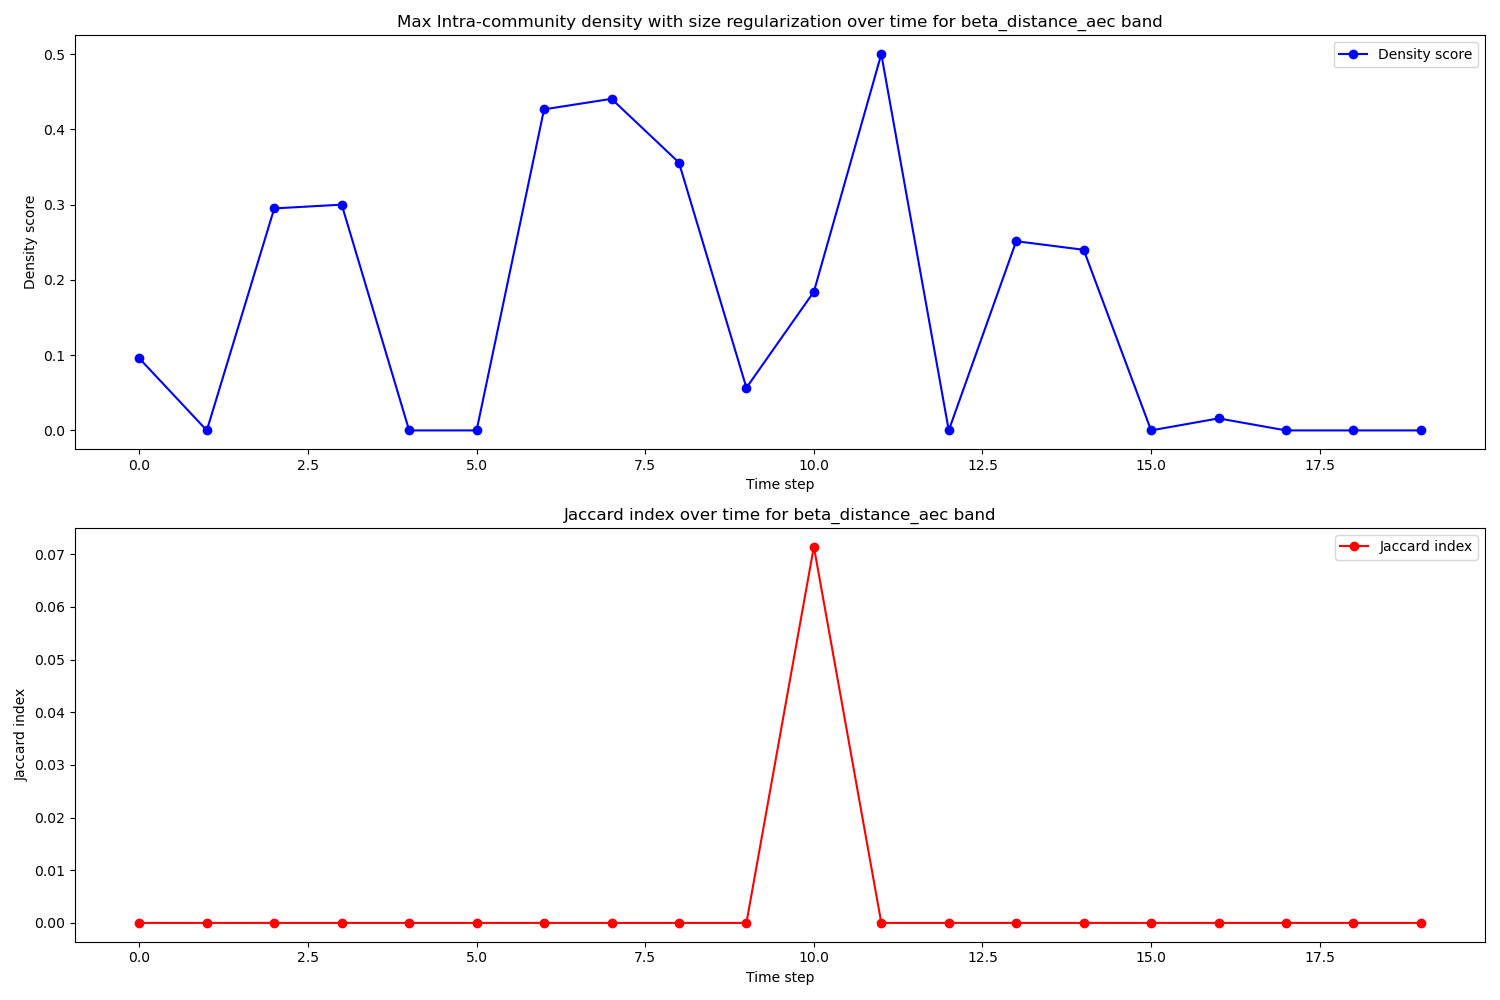 Max Intra-community density with size regularization over time for beta_distance_aec band
Density score
0.5
0.4
0.3
0.2
0.1
0.0
Density score
0.0 2.5 5.0 7.5 10.0 12.5 15.0 17.5
Time step
Jaccard index over time for beta_distance_aec band
Jaccard index
0.07
0.06
0.05
0.04
0.03
0.02
0.01
0.00
Jaccard index
0.0 2.5 5.0 7.5 10.0 12.5 15.0 17.5
Time step